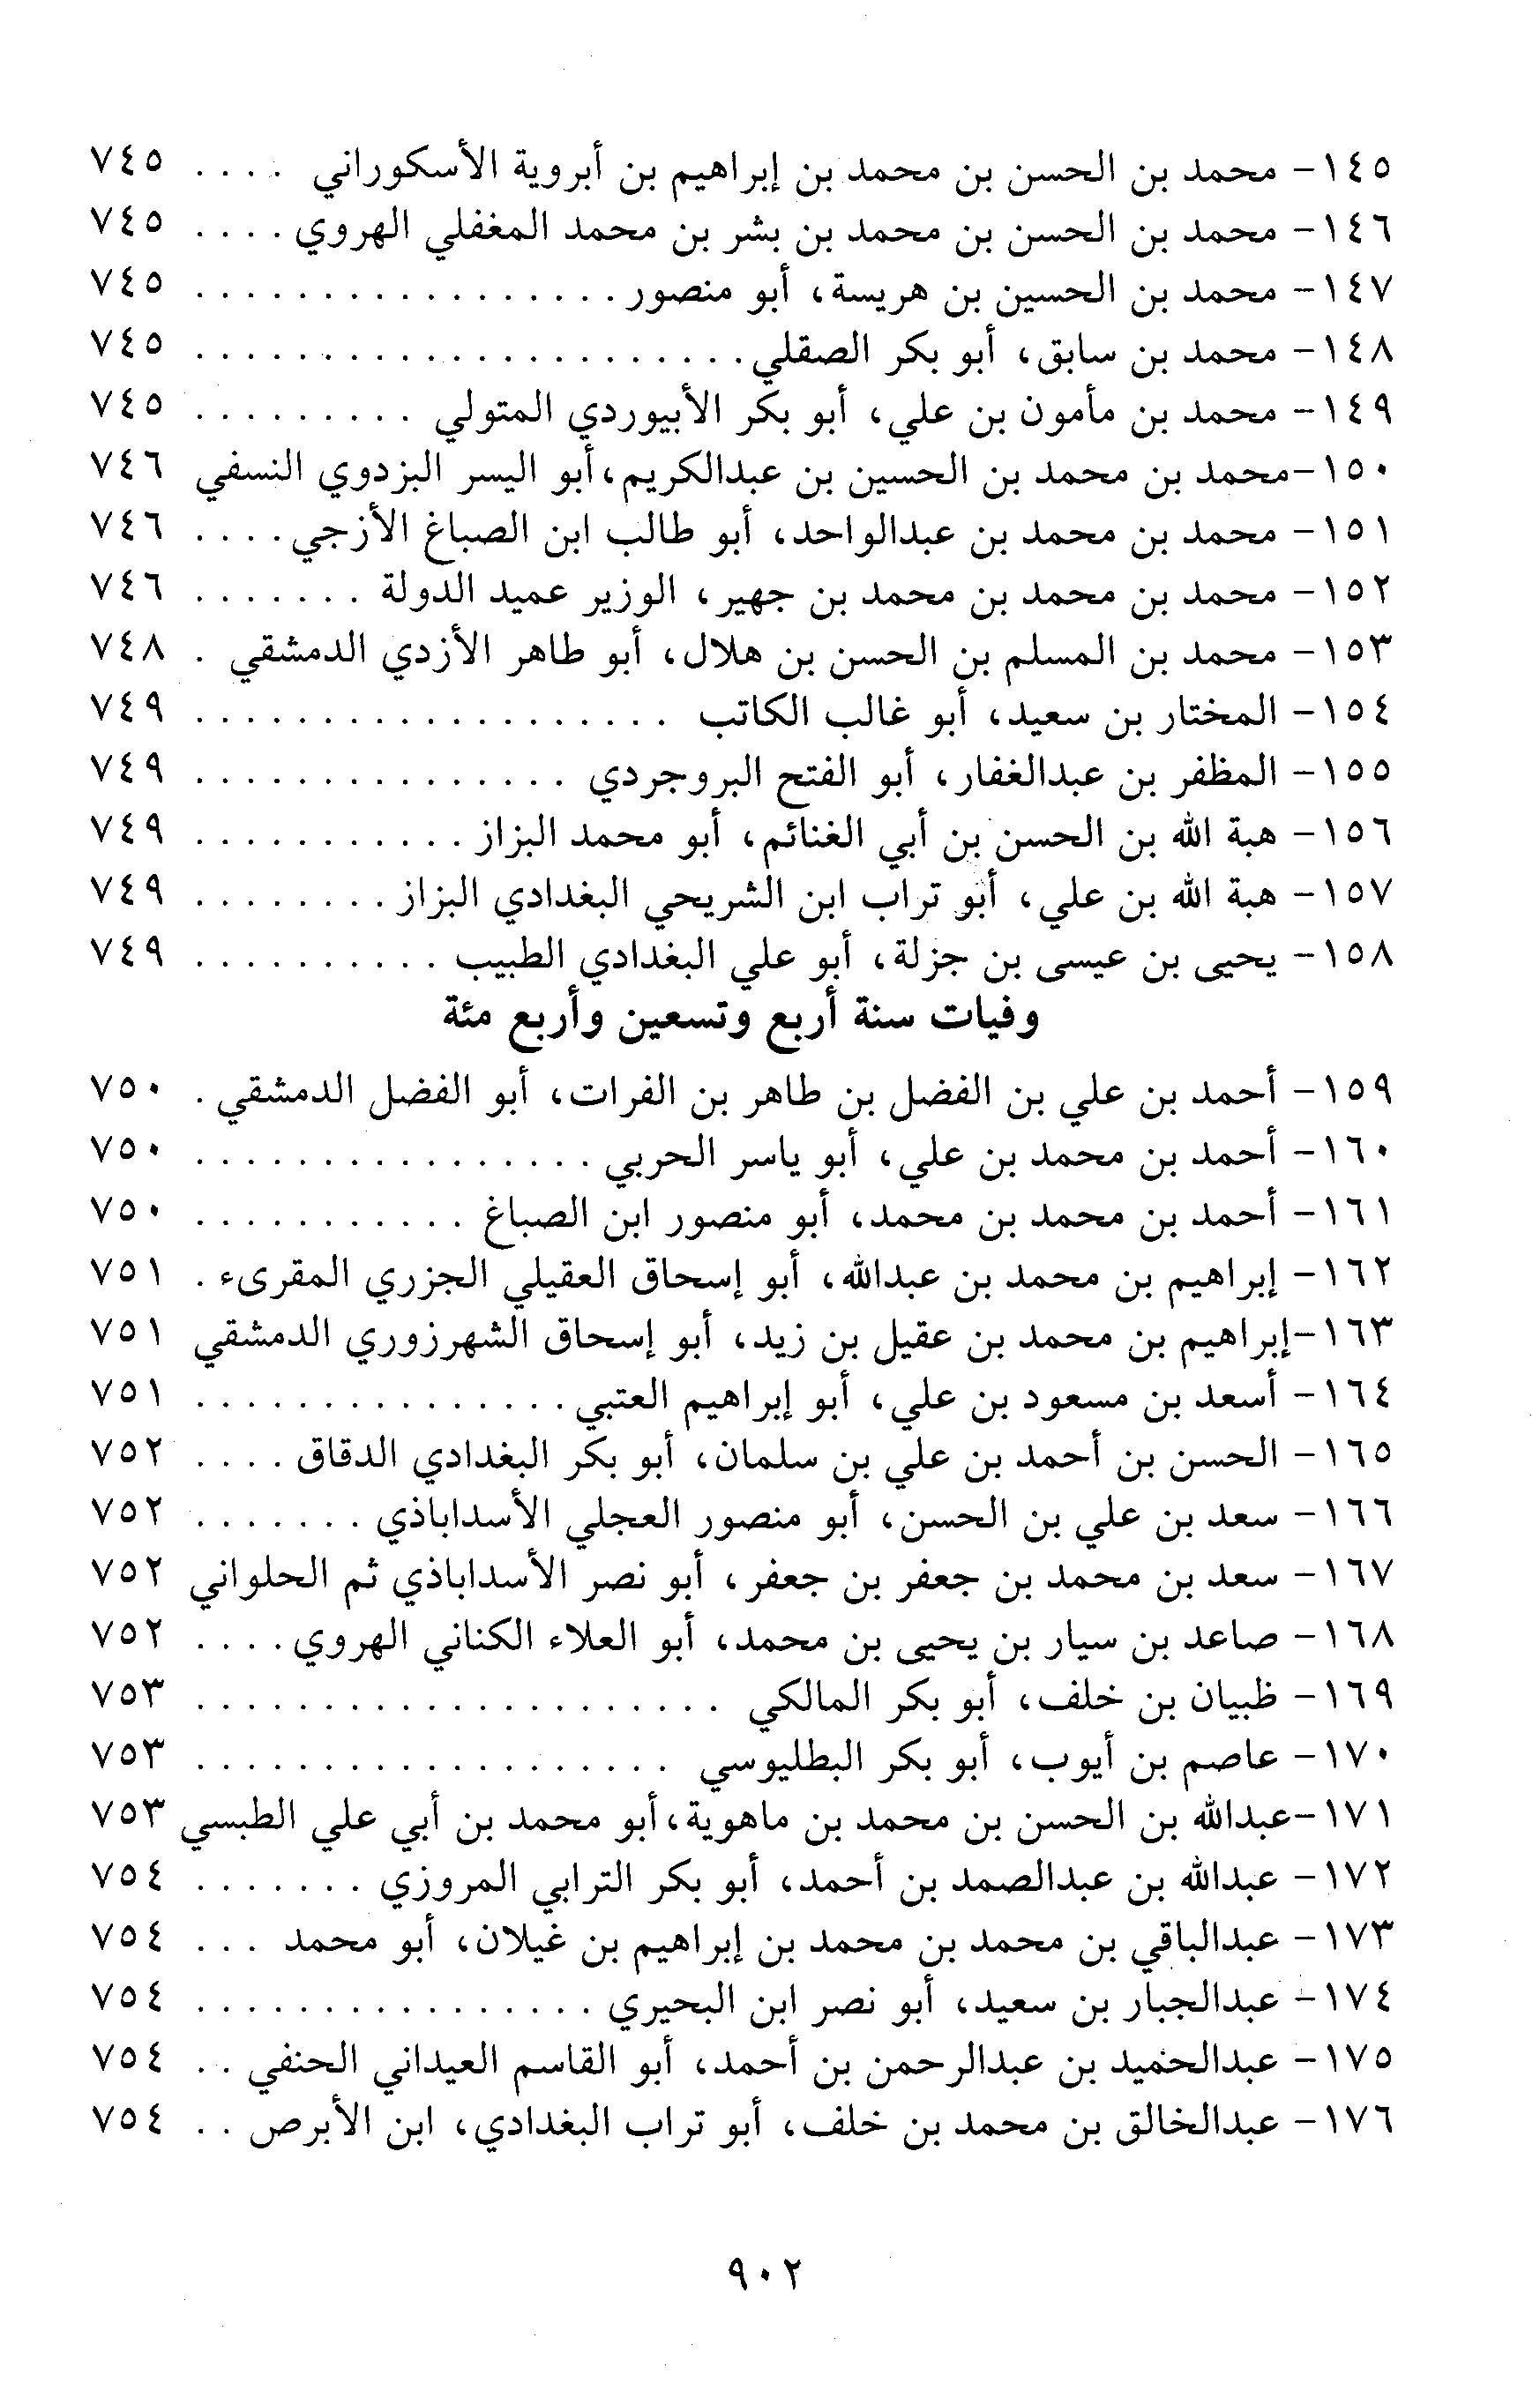 ١٤٥ - محمد بن الحسن بن محمد بن إبراهيم بن أبروية الأسكوراني . . . . ٧٤٥
١٤٦ - محمد بن الحسن بن محمد بن بشر بن محمد المغفلي الهروي . . . . ٧٤٥
١٤٧ - محمد بن الحسين بن هريسة، أبو منصور . . . . . . . . . . . . . . . . . ٧٤٥
١٤٨ - محمد بن سابق، أبو بكر الصقلي . . . . . . . . . . . . . . . . . . . . . . ٧٤٥
١٤٩ - محمد بن مأمون بن علي، أبو بكر الأبيوردي المتولي . . . . . . . . . ٧٤٥
١٥٠ -محمد بن محمد بن الحسين بن عبدالكريم، أبو اليسر البزدوي النسفي ٧٤٦
١٥١ - محمد بن محمد بن عبدالواحد، أبو طالب ابن الصباغ الأزجي . . . . ٧٤٦
١٥٢ - محمد بن محمد بن محمد بن جهير، الوزير عميد الدولة . . . . . . . ٧٤٦
١٥٣ - محمد بن المسلم بن الحسن بن هلال، أبو طاهر الأزدي الدمشقي . ٧٤٨
١٥٤ - المختار بن سعيد، أبو غالب الكاتب . . . . . . . . . . . . . . . . . . . ٧٤٩
١٥٥ - المظفر بن عبدالغفار، أبو الفتح البروجردي . . . . . . . . . . . . . . . ٧٤٩
١٥٦ - هبة الله بن الحسن بن أبي الغنائم، أبو محمد البزاز . . . . . . . . . . . ٧٤٩
١٥٧ - هبة الله بن علي، أبو تراب ابن الشريحي البغدادي البزاز . . . . . . . . ٧٤٩
١٥٨ - يحيى بن عيسى بن جزلة، أبو علي البغدادي الطبيب . . . . . . . . . . ٧٤٩
وفيات سنة أربع وتسعين وأربع مئة
١٥٩ - أحمد بن علي بن الفضل بن طاهر بن الفرات، أبو الفضل الدمشقي . ٧٥٠
١٦٠ - أحمد بن محمد بن علي، أبو ياسر الحربي . . . . . . . . . . . . . . . . ٧٥٠
١٦١ - أحمد بن محمد بن محمد، أبو منصور ابن الصباغ . . . . . . . . . . . ٧٥٠
١٦٢ - إبراهيم بن محمد بن عبدالله، أبو إسحاق العقيلي الجزري المقرىء . ٧٥١
١٦٣ -إبراهيم بن محمد بن عقيل بن زيد، أبو إسحاق الشهرزوري الدمشقي ٧٥١
١٦٤ - أسعد بن مسعود بن علي، أبو إبراهيم العتبي . . . . . . . . . . . . . . . ٧٥١
١٦٥ - الحسن بن أحمد بن علي بن سلمان، أبو بكر البغدادي الدقاق . . . . ٧٥٢
١٦٦ - سعد بن علي بن الحسن، أبو منصور العجلي الأسداباذي . . . . . . . ٧٥٢
١٦٧ - سعد بن محمد بن جعفر بن جعفر، أبو نصر الأسداباذي ثم الحلواني ٧٥٢
١٦٨ - صاعد بن سيار بن يحيى بن محمد، أبو العلاء الكناني الهروي . . . . ٧٥٢
١٦٩ - ظبيان بن خلف، أبو بكر المالكي . . . . . . . . . . . . . . . . . . . . . ٧٥٣
١٧٠ - عاصم بن أيوب، أبو بكر البطليوسي . . . . . . . . . . . . . . . . . . . ٧٥٣
١٧١ -عبدالله بن الحسن بن محمد بن ماهوية، أبو محمد بن أبي علي الطبسي ٧٥٣
١٧٢ - عبدالله بن عبدالصمد بن أحمد، أبو بكر الترابي المروزي . . . . . . . ٧٥٤
١٧٣ - عبدالباقي بن محمد بن محمد بن إبراهيم بن غيلان، أبو محمد . . . ٧٥٤
١٧٤ - عبدالجبار بن سعيد، أبو نصر ابن البحيري . . . . . . . . . . . . . . . . ٧٥٤
١٧٥ - عبدالحميد بن عبدالرحمن بن أحمد، أبو القاسم العيداني الحنفي . . ٧٥٤
١٧٦ - عبدالخالق بن محمد بن خلف، أبو تراب البغدادي، ابن الأبرص . . ٧٥٤
٩٠٢